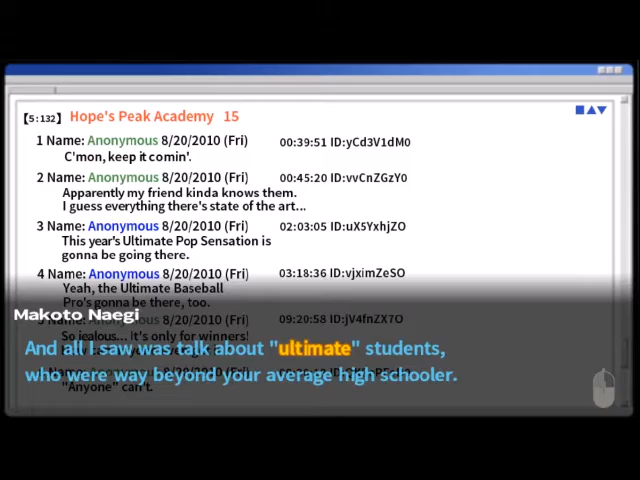 【5:132】 Hope's Peak Academy 15
1 Name: Anonymous 8/20/2010 (Fri) 00:39:51 ID:yCd3V1dM0
C'mon, keep it comin'.
2 Name: Anonymous 8/20/2010 (Fri) 00:45:20 ID:vvCnZGzY0
Apparently my friend kinda knows them.
I guess everything there's state of the art...
3 Name: Anonymous 8/20/2010 (Fri) 02:03:05 ID:uX5YxhjZO
This year's Ultimate Pop Sensation is
gonna be going there.
4 Name: Anonymous 8/20/2010 (Fri) 03:18:36 ID:vjximZeSO
Yeah, the Ultimate Baseball
Pro's gonna be there, too.
Name: Anonymous 8/20/2010 (Fri) 09:20:58 ID:jV4fnZX7O
So jealous... It's only for winners!
"Anyone" can't.
Makoto Naegi
And all I saw was talk about "ultimate" students,
who were way beyond your average high schooler.